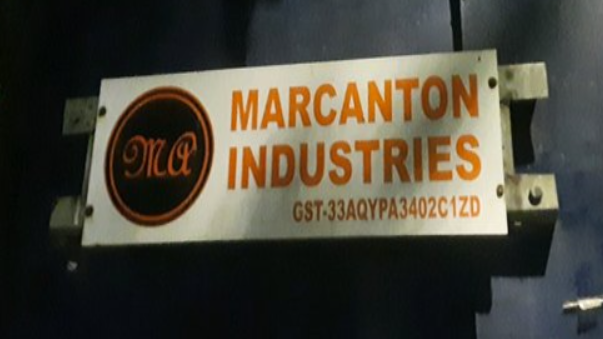 MA
MARCANTON
INDUSTRIES
GST-33AQYPA3402C1ZD